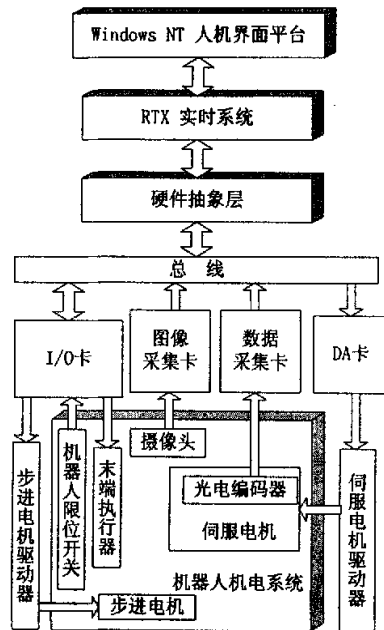 Windows NT 人机界面平台
RTX 实时系统
硬件抽象层
总 线
I/O卡
图像
采集卡
数据
采集卡
DA卡
摄像头
步进电机驱动器
机器人限位开关
末端执行器
光电编码器
伺服电机
伺服电机驱动器
机器人机电系统
步进电机